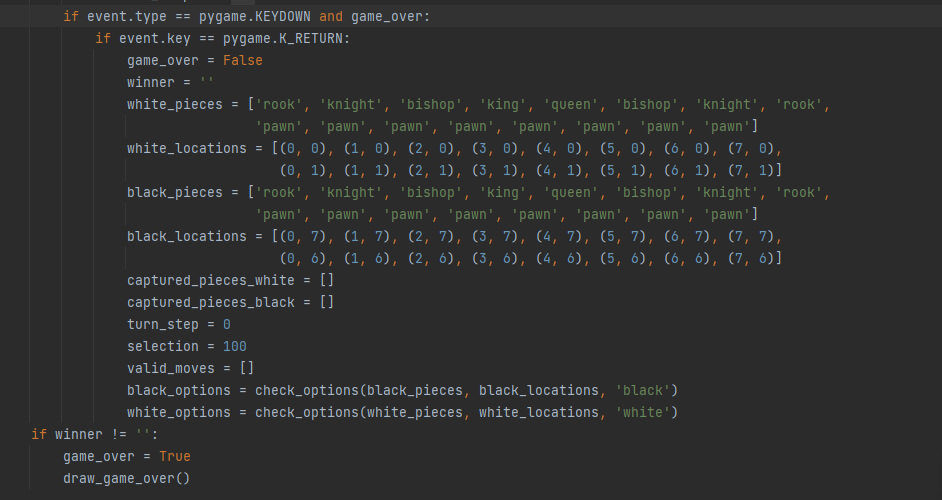 if event.type == pygame.KEYDOWN and game_over:
if event.key == pygame.K_RETURN:
game_over = False
winner = ''
white_pieces = ['rook', 'knight', 'bishop', 'king', 'queen', 'bishop', 'knight', 'rook',
'pawn', 'pawn', 'pawn', 'pawn', 'pawn', 'pawn', 'pawn', 'pawn']
white_locations = [(0, 0), (1, 0), (2, 0), (3, 0), (4, 0), (5, 0), (6, 0), (7, 0),
(0, 1), (1, 1), (2, 1), (3, 1), (4, 1), (5, 1), (6, 1), (7, 1)]
black_pieces = ['rook', 'knight', 'bishop', 'king', 'queen', 'bishop', 'knight', 'rook',
'pawn', 'pawn', 'pawn', 'pawn', 'pawn', 'pawn', 'pawn', 'pawn']
black_locations = [(0, 7), (1, 7), (2, 7), (3, 7), (4, 7), (5, 7), (6, 7), (7, 7),
(0, 6), (1, 6), (2, 6), (3, 6), (4, 6), (5, 6), (6, 6), (7, 6)]
captured_pieces_white = []
captured_pieces_black = []
turn_step = 0
selection = 100
valid_moves = []
black_options = check_options(black_pieces, black_locations, 'black')
white_options = check_options(white_pieces, white_locations, 'white')
if winner != '':
game_over = True
draw_game_over()